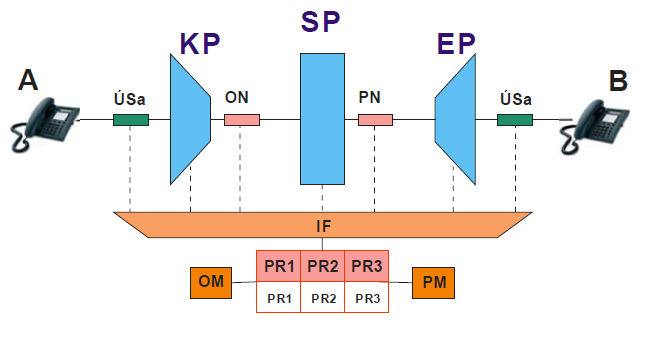 SP
KP
EP
A
B
ÚSa
ON
PN
ÚSa
IF
PR1 PR2 PR3
OM
PM
PR1 PR2 PR3